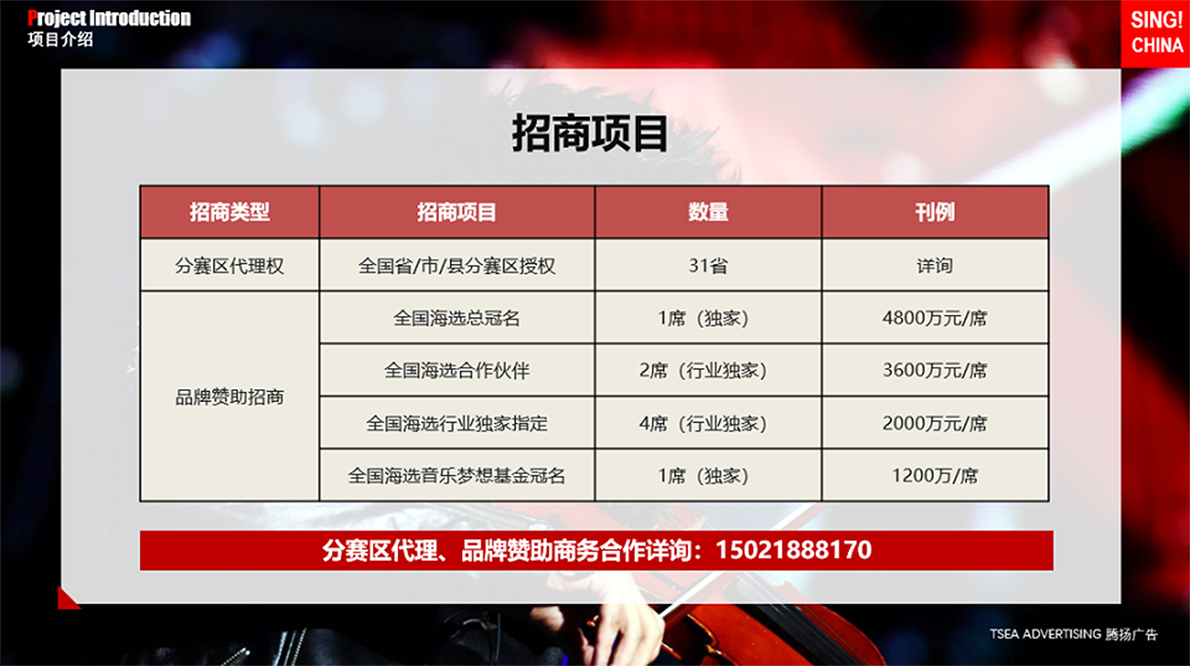 Project Introduction
项目介绍
SING!
CHINA
招商项目
招商类型 招商项目 数量 刊例
分赛区代理权 全国省/市/县分赛区授权 31省 详询
全国海选总冠名 1席（独家） 4800万元/席
全国海选合作伙伴 2席（行业独家） 3600万元/席
品牌赞助招商
全国海选行业独家指定 4席（行业独家） 2000万元/席
全国海选音乐梦想基金冠名 1席（独家） 1200万/席
分赛区代理、品牌赞助商务合作详询：15021888170
TSEA ADVERTISING 腾扬广告